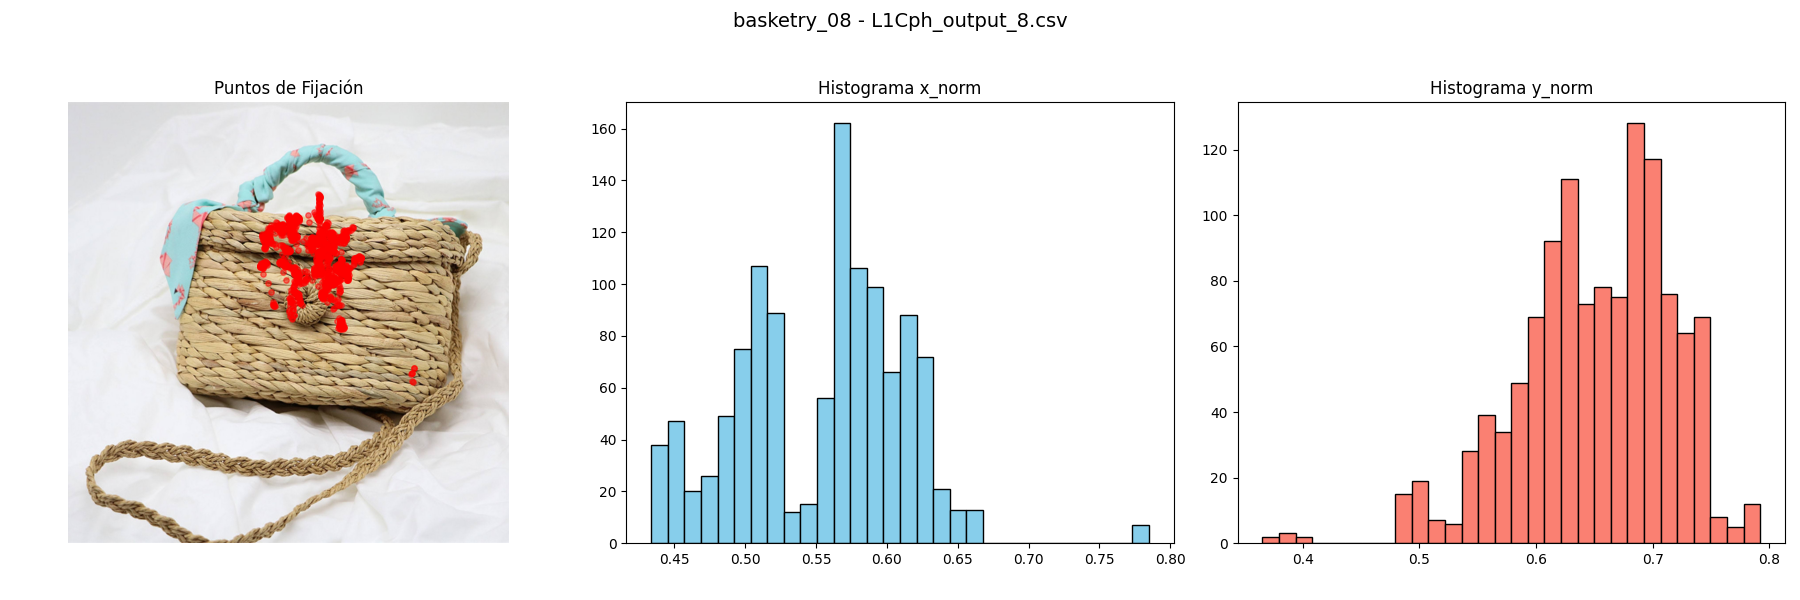 basketry_08 - L1Cph_output_8.csv
Puntos de Fijación
Histograma x_norm
160
140
120
100
80
60
40
20
0
0.45 0.50 0.55 0.60 0.65 0.70 0.75 0.80
Histograma y_norm
120
100
80
60
40
20
0
0.4 0.5 0.6 0.7 0.8